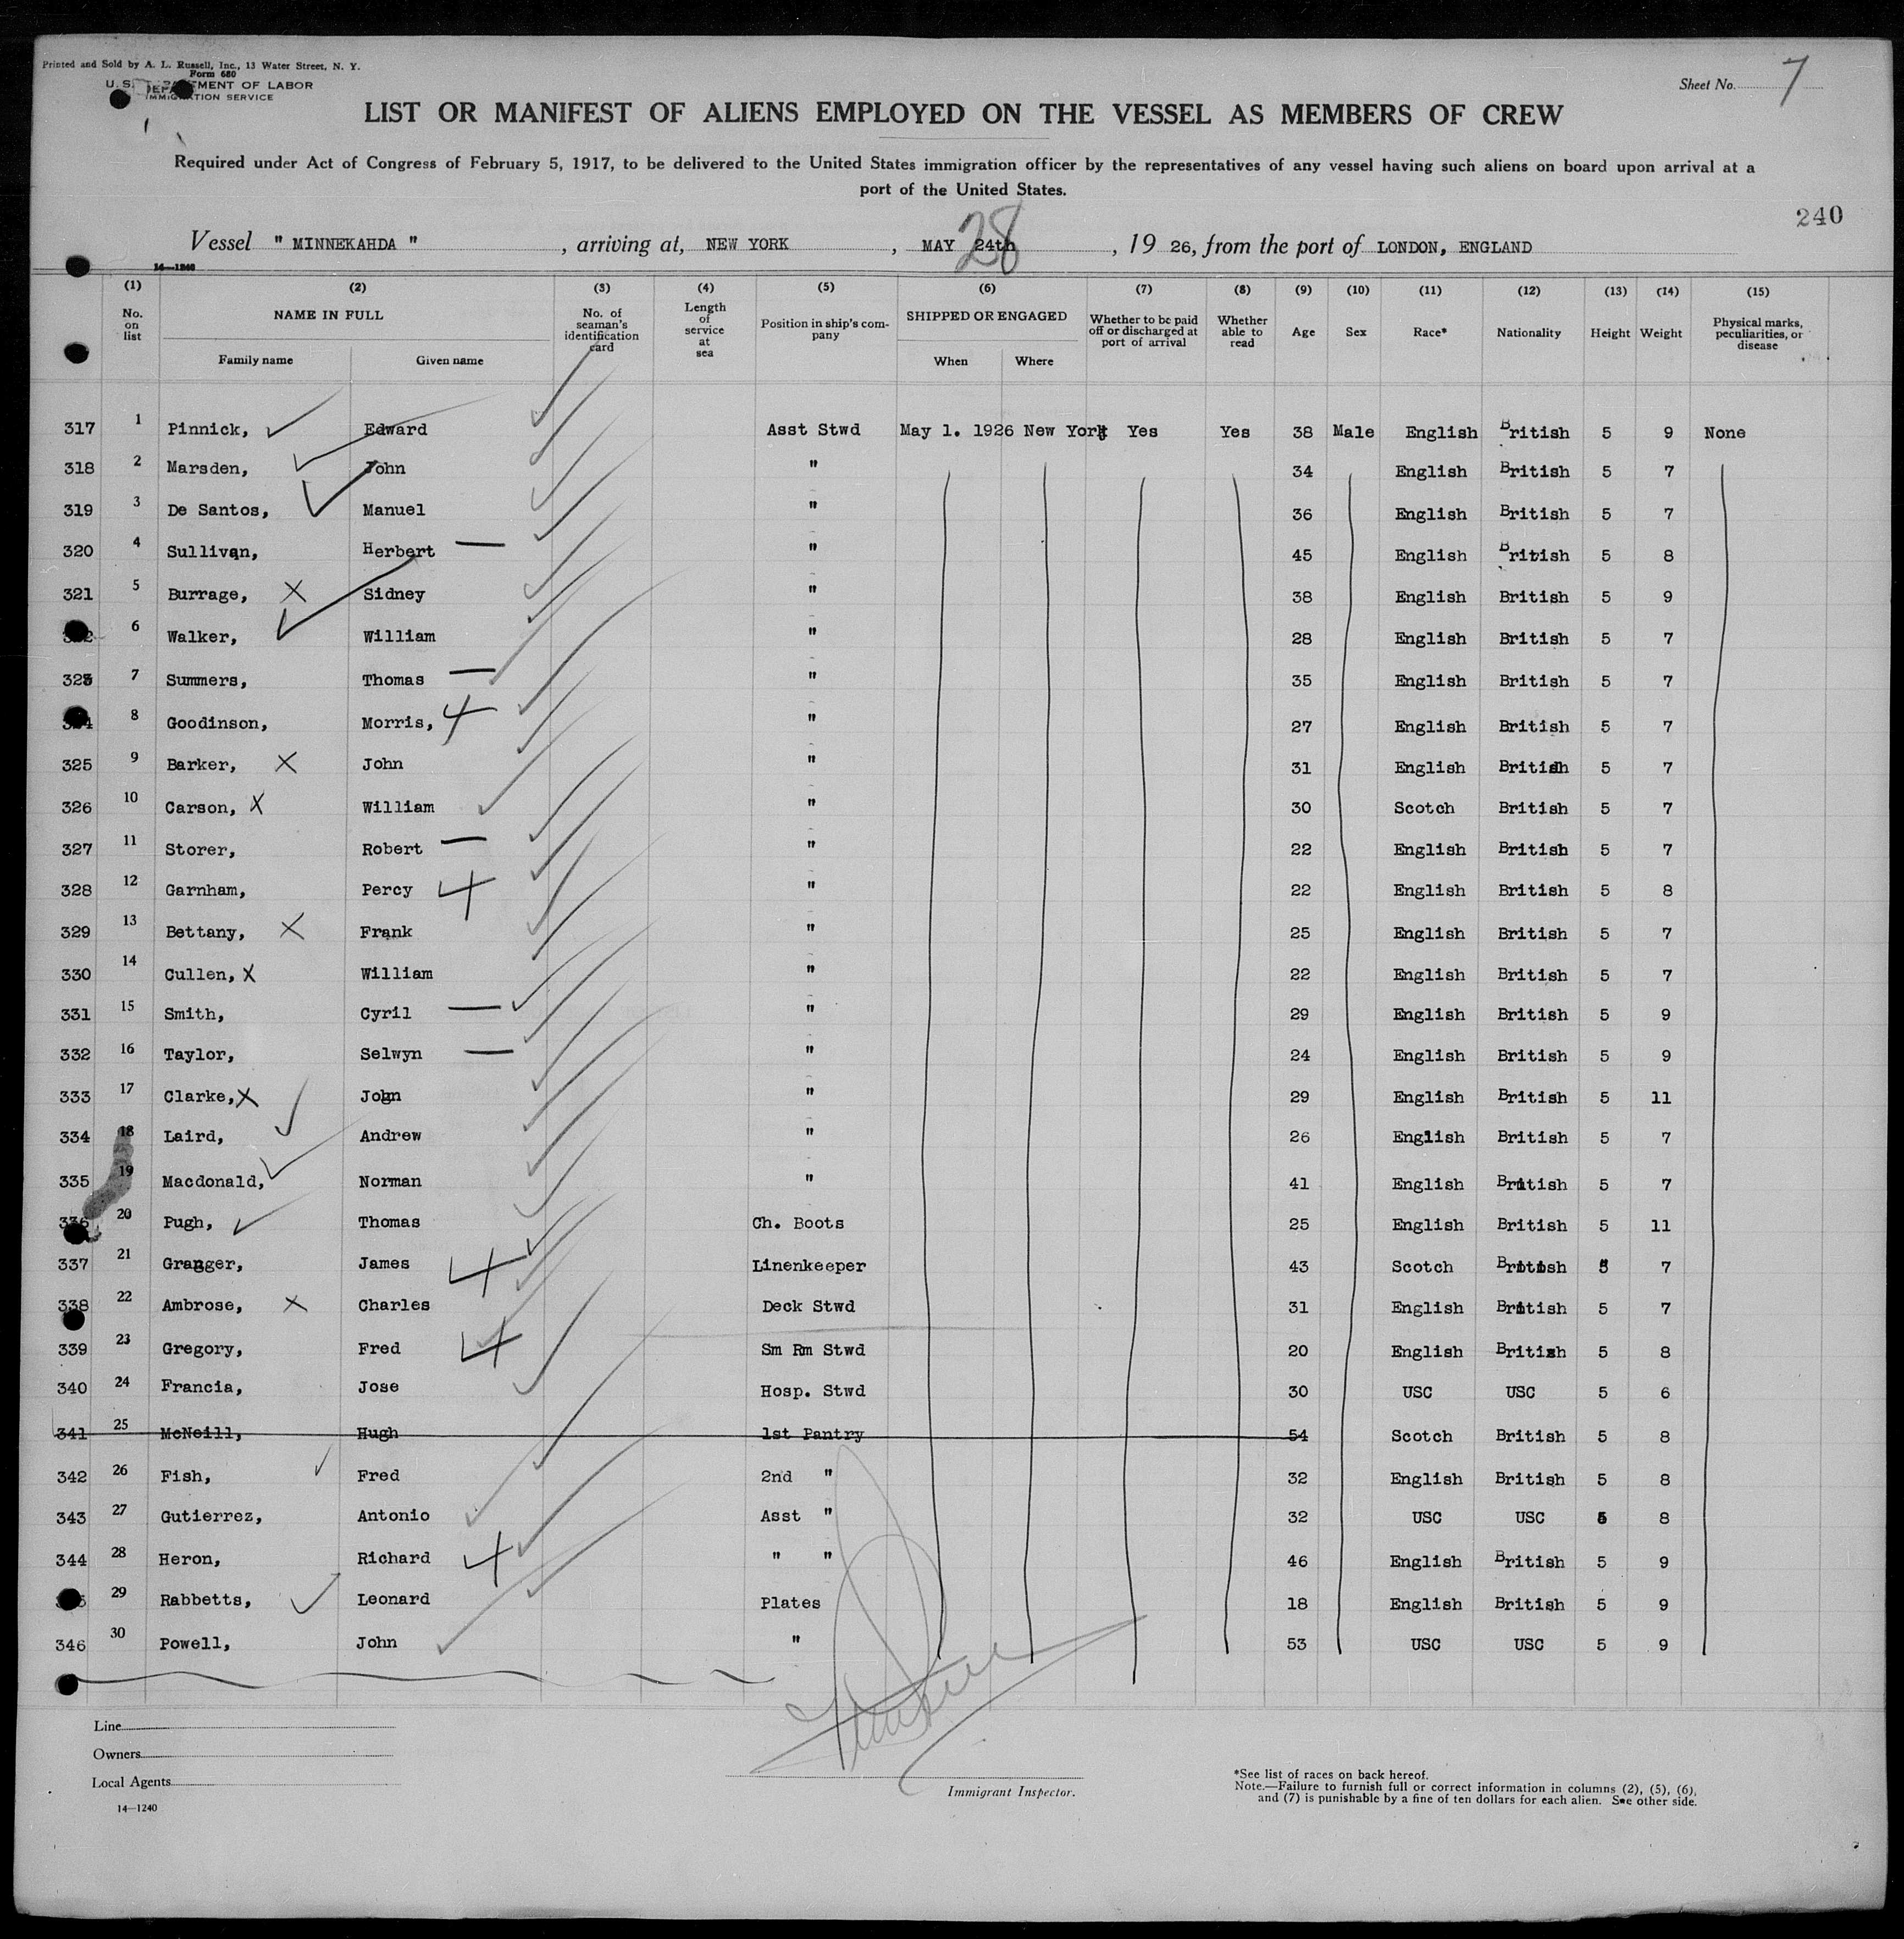 Printed and Sold by A. L. Russell, Inc., 13 Water Street, N. Y.
Form 680
U. S. DEPARTMENT OF LABOR
IMMIGRATION SERVICE
Sheet No. 7
LIST OR MANIFEST OF ALIENS EMPLOYED ON THE VESSEL AS MEMBERS OF CREW
Required under Act of Congress of February 5, 1917, to be delivered to the United States immigration officer by the representatives of any vessel having such aliens on board upon arrival at a
port of the United States.
240
Vessel " MINNEKAHDA " , arriving at, NEW YORK , MAY 24th 28 , 19 26, from the port of LONDON, ENGLAND
14—1240
(1) (2) (3) (4) (5) (6) (7) (8) (9) (10) (11) (12) (13) (14) (15)
No. on list NAME IN FULL Family name Given name No. of seaman's identification card Length of service at sea Position in ship's company SHIPPED OR ENGAGED When Where Whether to be paid off or discharged at port of arrival Whether able to read Age Sex Race* Nationality Height Weight Physical marks, peculiarities, or disease
317 1 Pinnick, Edward Asst Stwd May 1. 1926 New York Yes Yes 38 Male English British 5 9 None
318 2 Marsden, John " 34 English British 5 7
319 3 De Santos, Manuel " 36 English British 5 7
320 4 Sullivan, Herbert " 45 English British 5 8
321 5 Burrage, Sidney " 38 English British 5 9
6 Walker, William " 28 English British 5 7
323 7 Summers, Thomas " 35 English British 5 7
8 Goodinson, Morris, " 27 English British 5 7
325 9 Barker, John " 31 English British 5 7
326 10 Carson, William " 30 Scotch British 5 7
327 11 Storer, Robert " 22 English British 5 7
328 12 Garnham, Percy " 22 English British 5 8
329 13 Bettany, Frank " 25 English British 5 7
330 14 Cullen, William " 22 English British 5 7
331 15 Smith, Cyril " 29 English British 5 9
332 16 Taylor, Selwyn " 24 English British 5 9
333 17 Clarke, John " 29 English British 5 11
334 18 Laird, Andrew " 26 English British 5 7
335 19 Macdonald, Norman " 41 English British 5 7
336 20 Pugh, Thomas Ch. Boots 25 English British 5 11
337 21 Granger, James Linenkeeper 43 Scotch British 5 7
338 22 Ambrose, Charles Deck Stwd 31 English British 5 7
339 23 Gregory, Fred Sm Rm Stwd 20 English British 5 8
340 24 Francia, Jose Hosp. Stwd 30 USC USC 5 6
341 25 McNeill, Hugh 1st Pantry 54 Scotch British 5 8
342 26 Fish, Fred 2nd " 32 English British 5 8
343 27 Gutierrez, Antonio Asst " 32 USC USC 5 8
344 28 Heron, Richard " " 46 English British 5 9
29 Rabbetts, Leonard Plates 18 English British 5 9
346 30 Powell, John " 53 USC USC 5 9
Line
Owners
Local Agents
14—1240
Immigrant Inspector.
*See list of races on back hereof.
Note.—Failure to furnish full or correct information in columns (2), (5), (6),
and (7) is punishable by a fine of ten dollars for each alien. See other side.